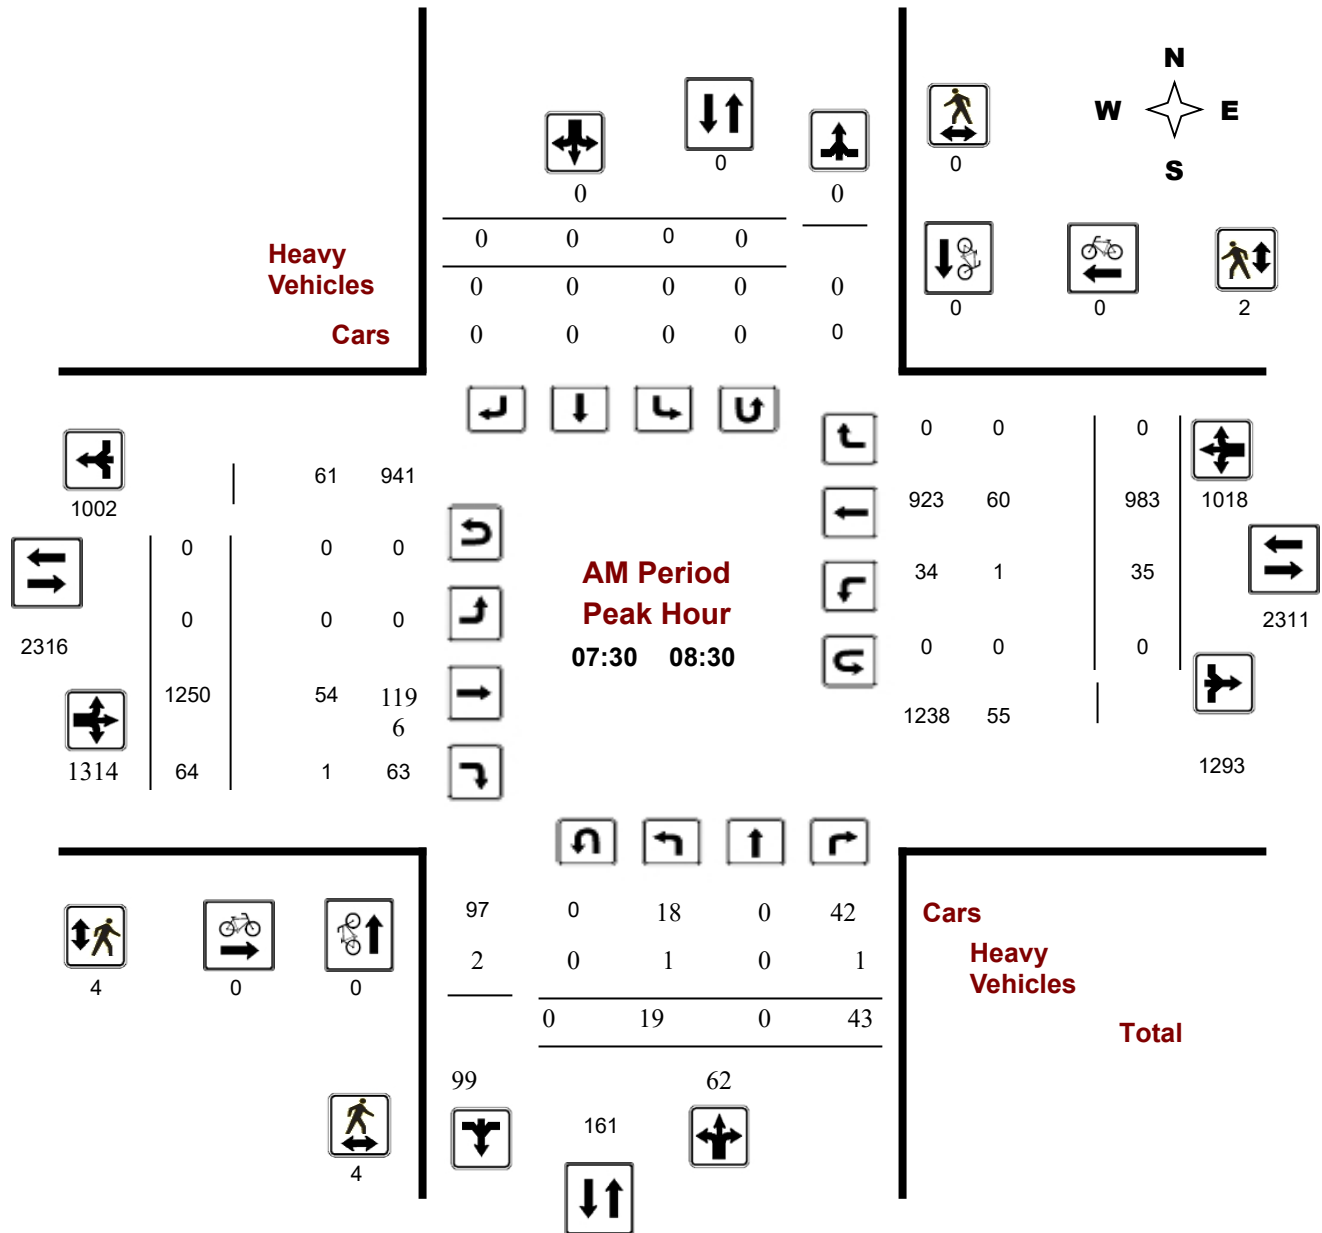 N
W E
S
0
0
0 0
0 0 0 0
Heavy
Vehicles
0 0 0 0 0
Cars
0 0 0 0 0
0 0 2
0 0 0
61 941
1002
923 60 983 1018
0 0 0
AM Period
34 1 35
Peak Hour
0 0 0
2311
2316
07:30 08:30
0 0 0
1250 54 119
6
1238 55
1314 64 1 63
1293
97 0 18 0 42
Cars
2 0 1 0 1
Heavy
Vehicles
4 0 0
0 19 0 43
Total
99 62
161
4